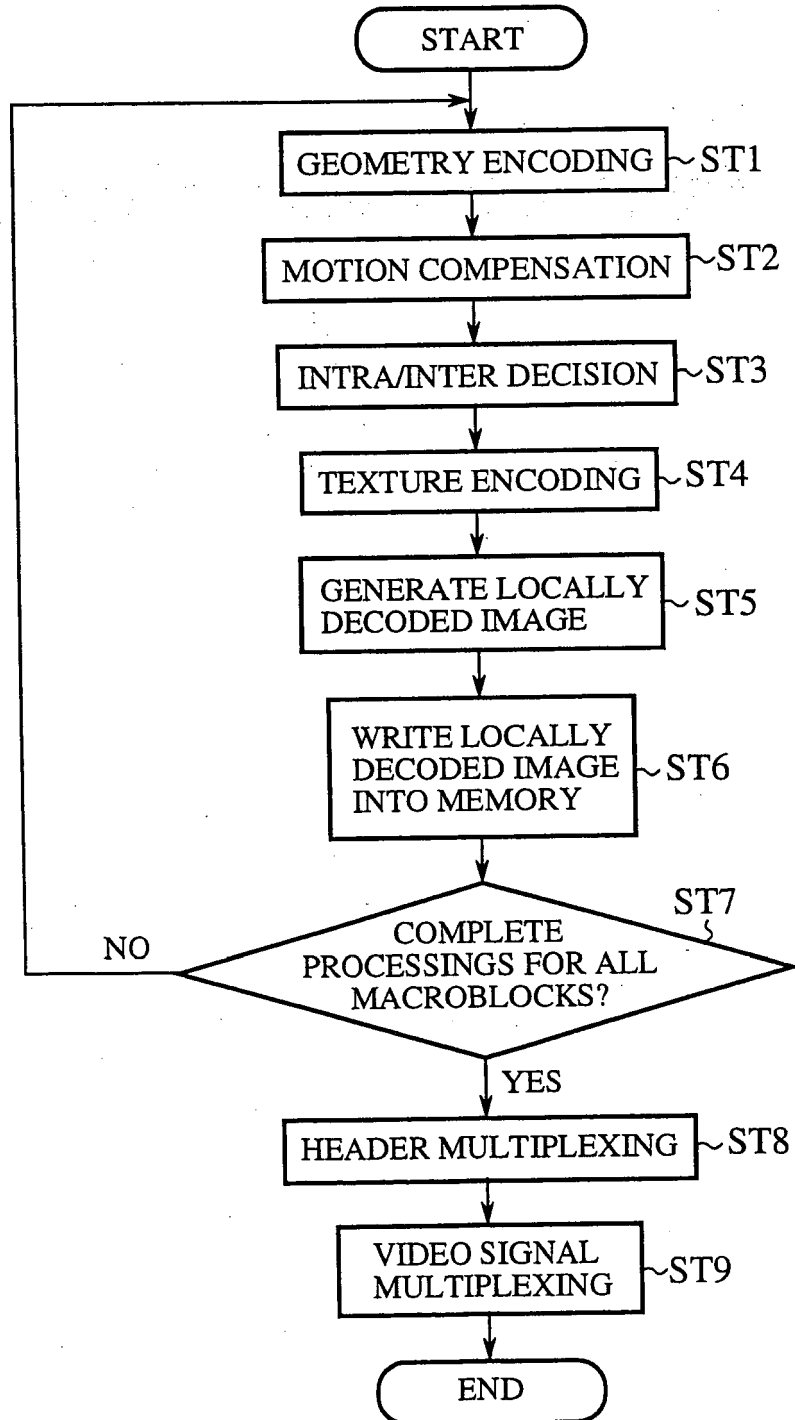 START
GEOMETRY ENCODING
ST1
MOTION COMPENSATION
ST2
INTRA/INTER DECISION
ST3
TEXTURE ENCODING
ST4
GENERATE LOCALLY
DECODED IMAGE
ST5
WRITE LOCALLY
DECODED IMAGE
INTO MEMORY
ST6
ST7
COMPLETE
PROCESSINGS FOR ALL
MACROBLOCKS?
NO
YES
HEADER MULTIPLEXING
ST8
VIDEO SIGNAL
MULTIPLEXING
ST9
END